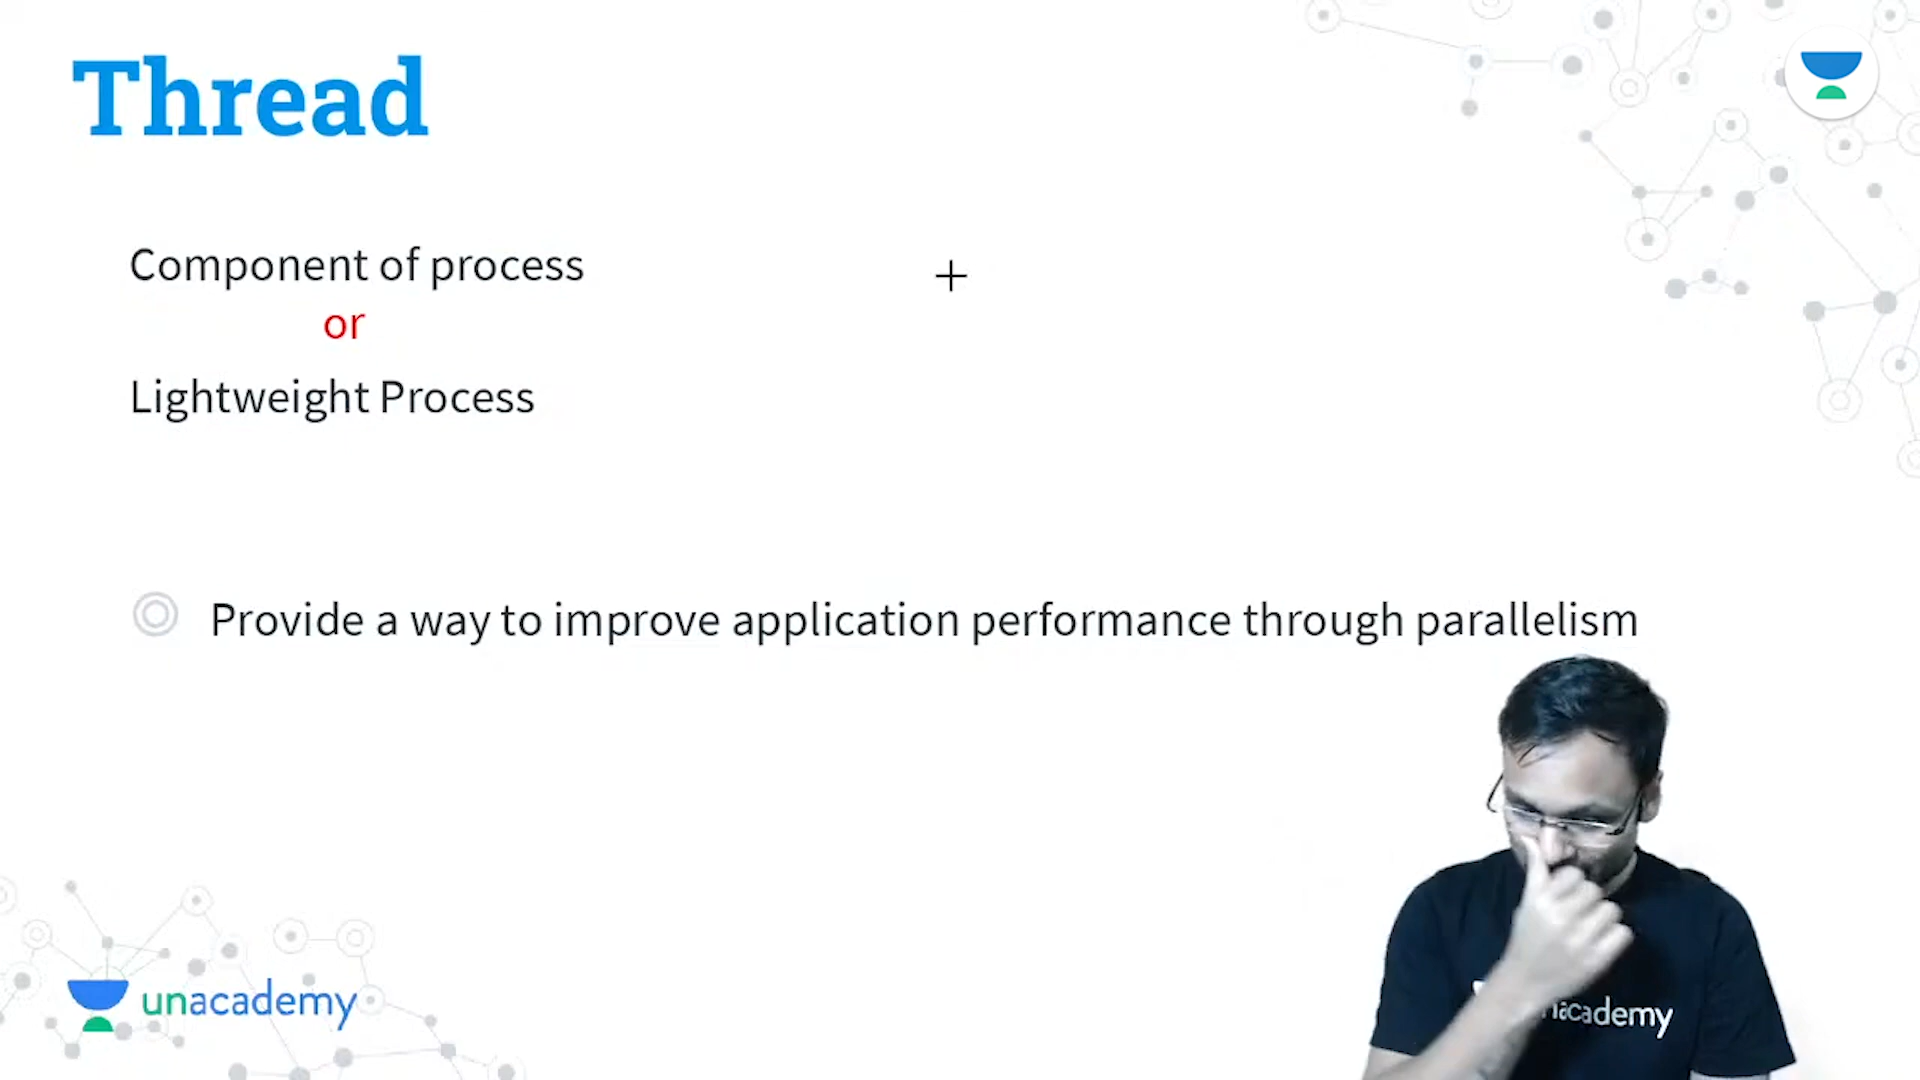 Thread
Component of process
or
Lightweight Process
Provide a way to improve application performance through parallelism
unacademy